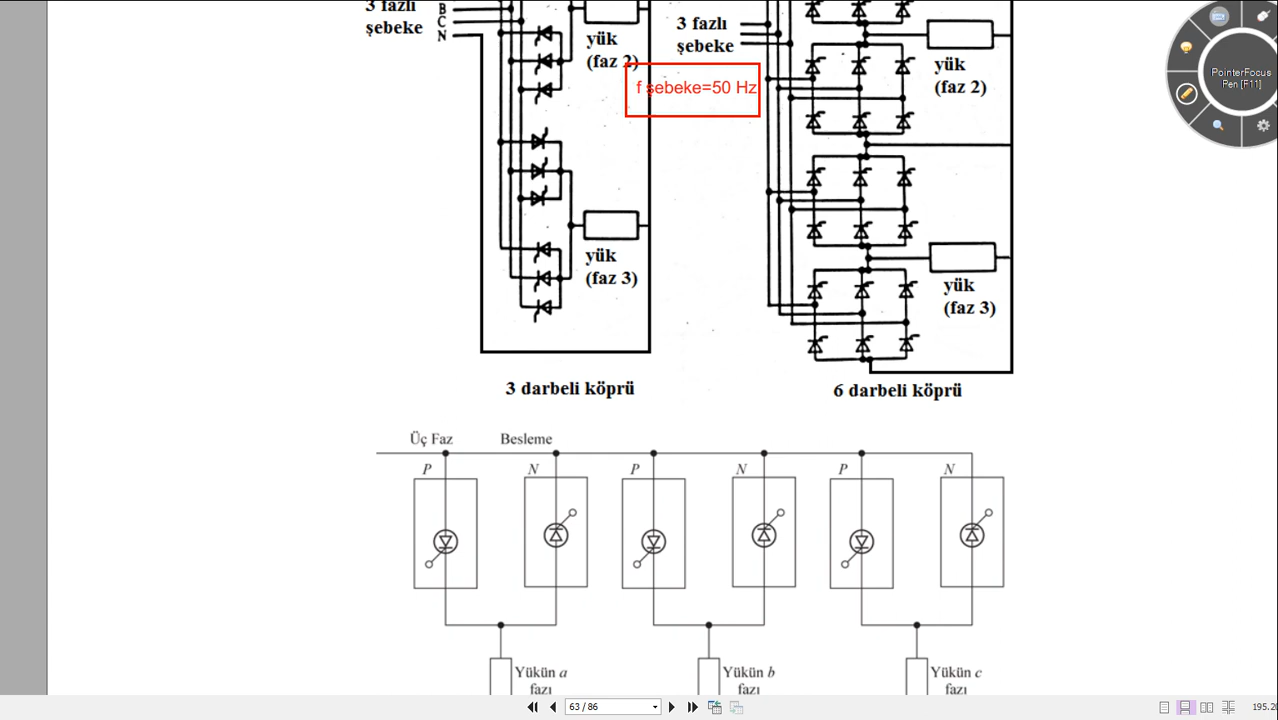 3 fazlı
şebeke
B
C
N
yük
(faz 2)
f şebeke=50 Hz
3 fazlı
şebeke
yük
(faz 2)
yük
(faz 3)
yük
(faz 3)
3 darbeli köprü
6 darbeli köprü
Üç Faz Besleme
P N P N P N
Yükün a
fazı
Yükün b
fazı
Yükün c
fazı
PointerFocus
Pen [F11]
63 / 86